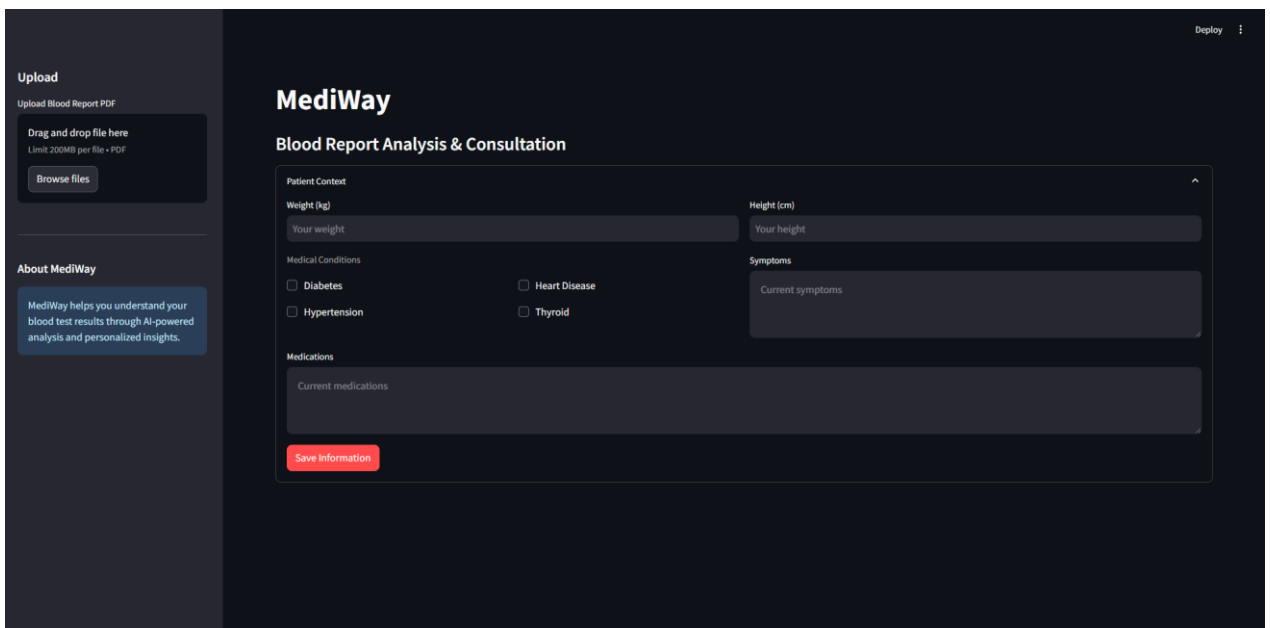 Deploy
Upload
Upload Blood Report PDF
Drag and drop file here
Limit 200MB per file • PDF
Browse files
About MediWay
MediWay helps you understand your
blood test results through AI-powered
analysis and personalized insights.
MediWay
Blood Report Analysis & Consultation
Patient Context
Weight (kg)
Your weight
Height (cm)
Your height
Medical Conditions
Diabetes
Heart Disease
Hypertension
Thyroid
Symptoms
Current symptoms
Medications
Current medications
Save Information